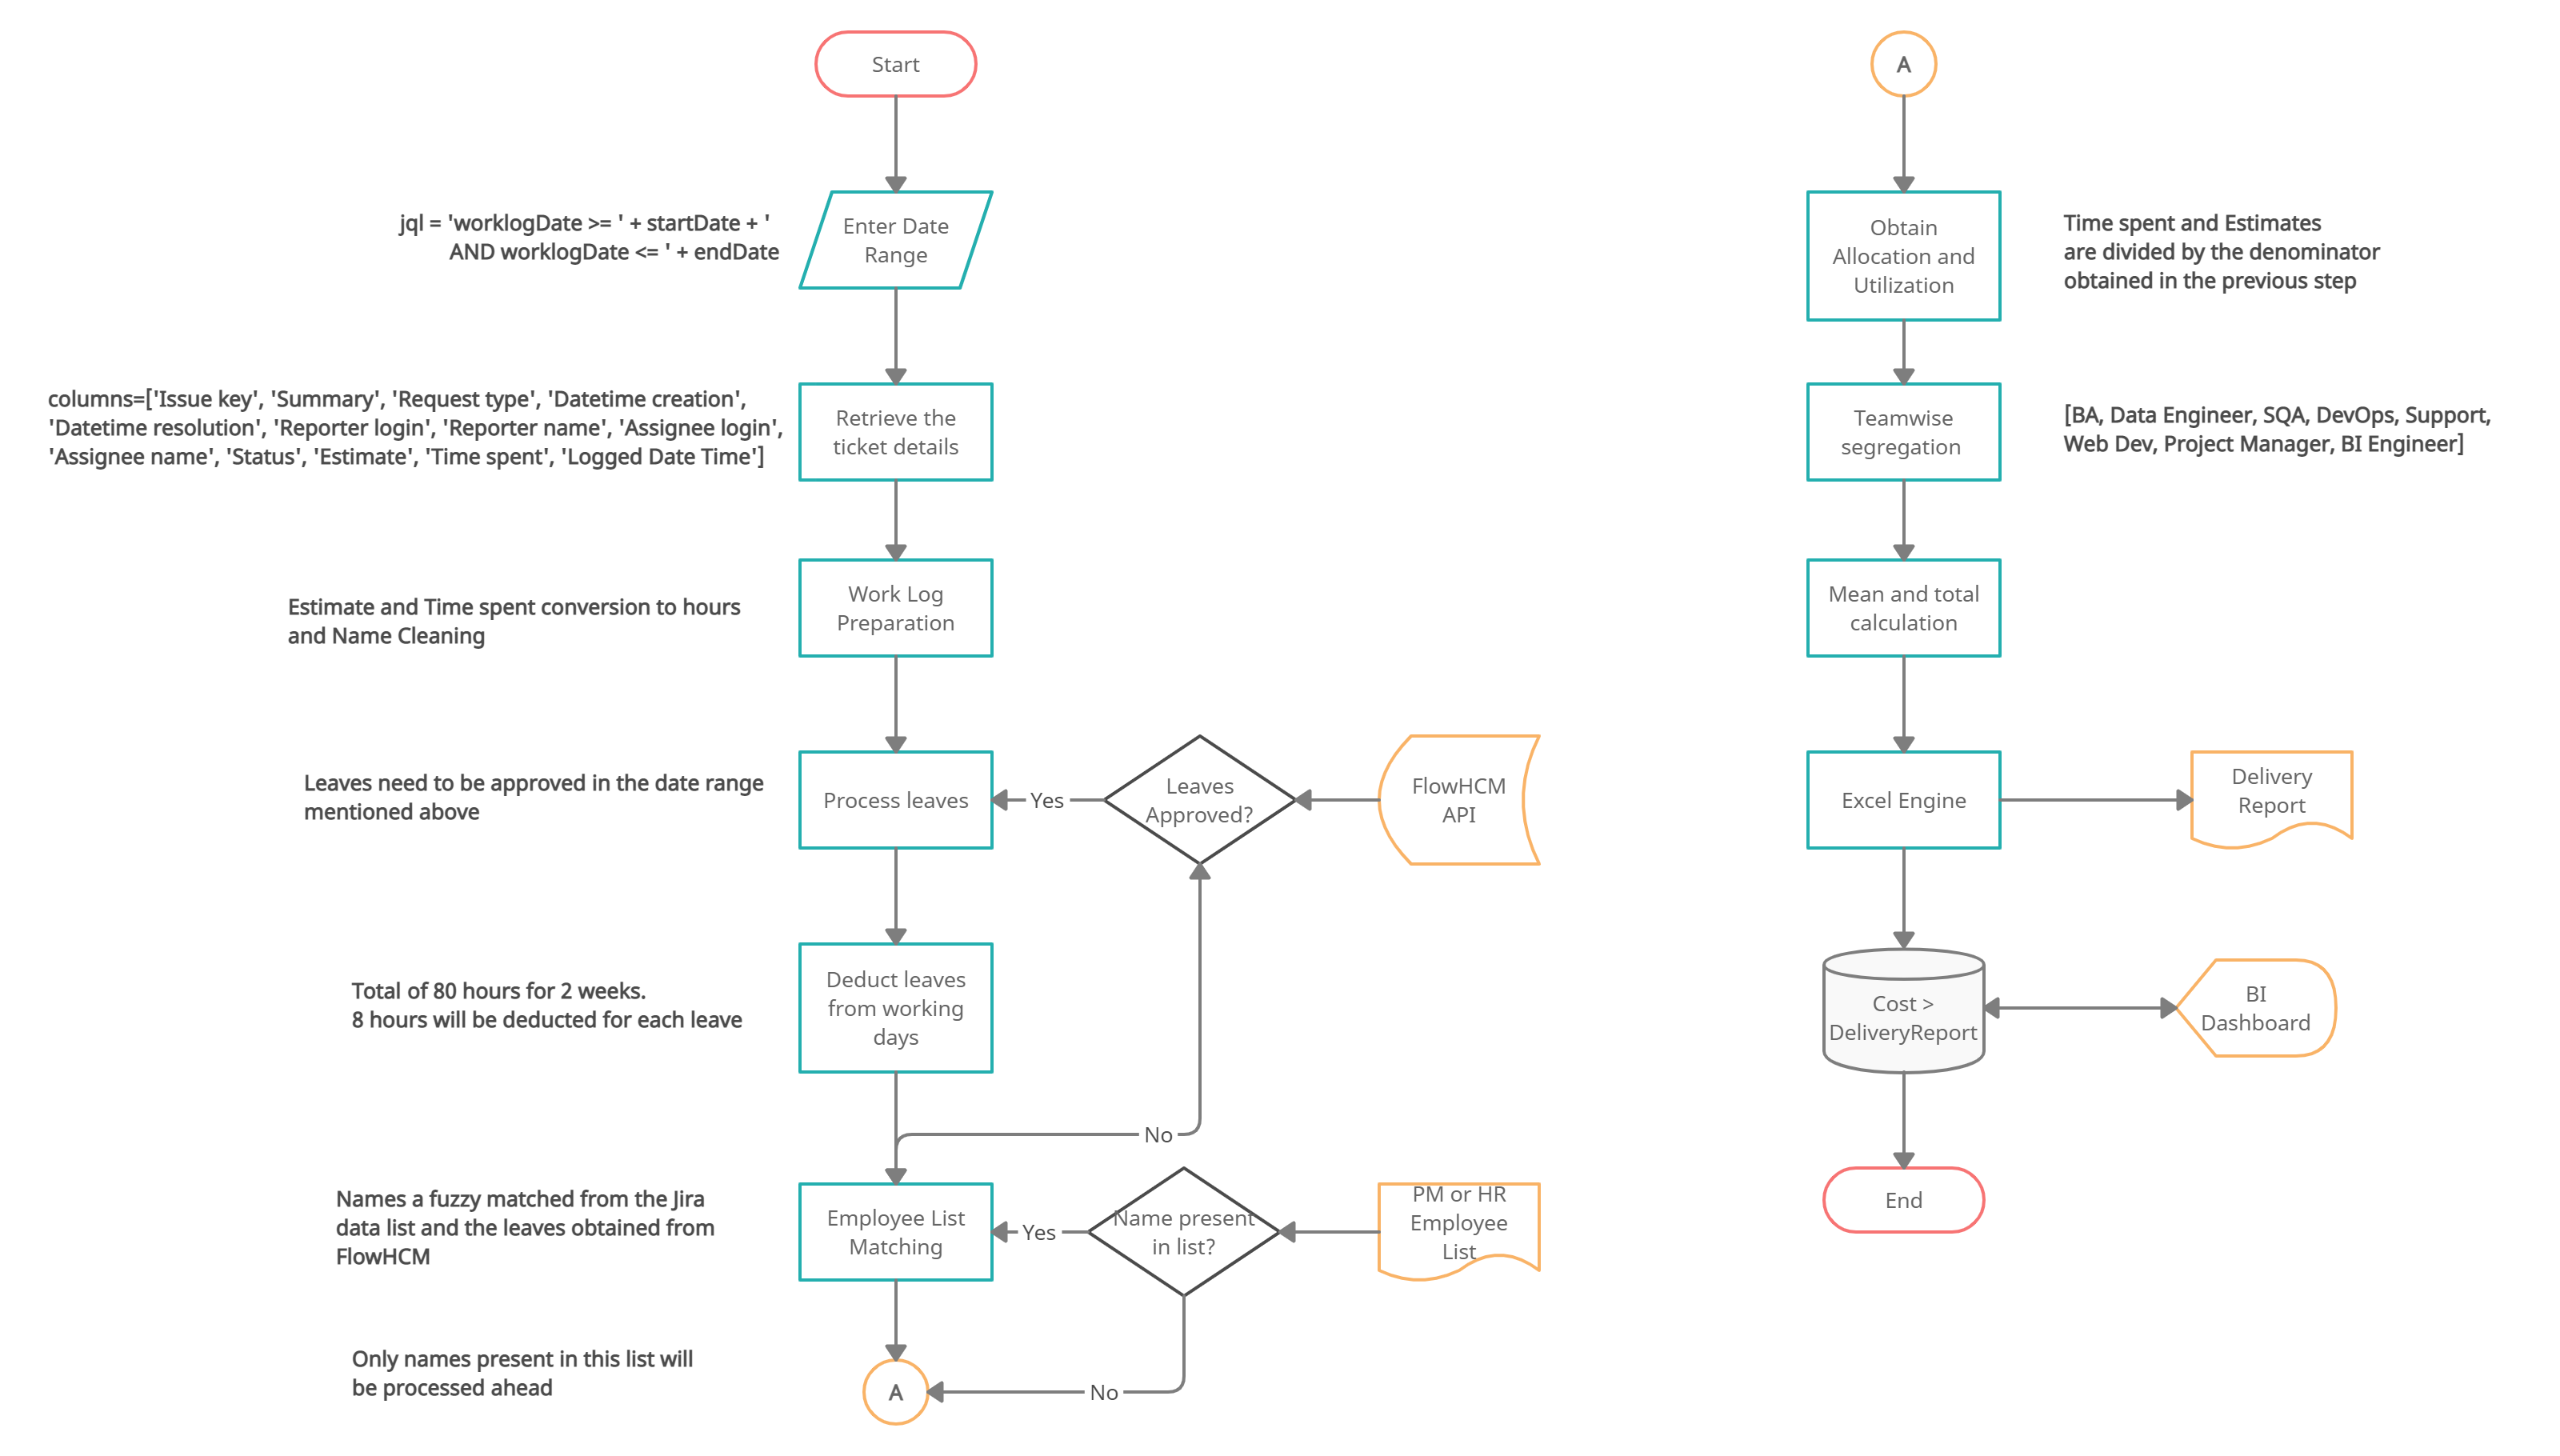 Start
jql = 'worklogDate >= ' + startDate + '
AND worklogDate <= ' + endDate
Enter Date
Range
columns=['Issue key', 'Summary', 'Request type', 'Datetime creation',
'Datetime resolution', 'Reporter login', 'Reporter name', 'Assignee login',
'Assignee name', 'Status', 'Estimate', 'Time spent', 'Logged Date Time']
Retrieve the
ticket details
Estimate and Time spent conversion to hours
and Name Cleaning
Work Log
Preparation
Leaves need to be approved in the date range
mentioned above
Process leaves
Yes
Leaves
Approved?
FlowHCM
API
Total of 80 hours for 2 weeks.
8 hours will be deducted for each leave
Deduct leaves
from working
days
No
Names a fuzzy matched from the Jira
data list and the leaves obtained from
FlowHCM
Employee List
Matching
Yes
Name present
in list?
PM or HR
Employee
List
Only names present in this list will
be processed ahead
A
No
A
Obtain
Allocation and
Utilization
Time spent and Estimates
are divided by the denominator
obtained in the previous step
Teamwise
segregation
[BA, Data Engineer, SQA, DevOps, Support,
Web Dev, Project Manager, BI Engineer]
Mean and total
calculation
Excel Engine
Delivery
Report
Cost >
DeliveryReport
BI
Dashboard
End